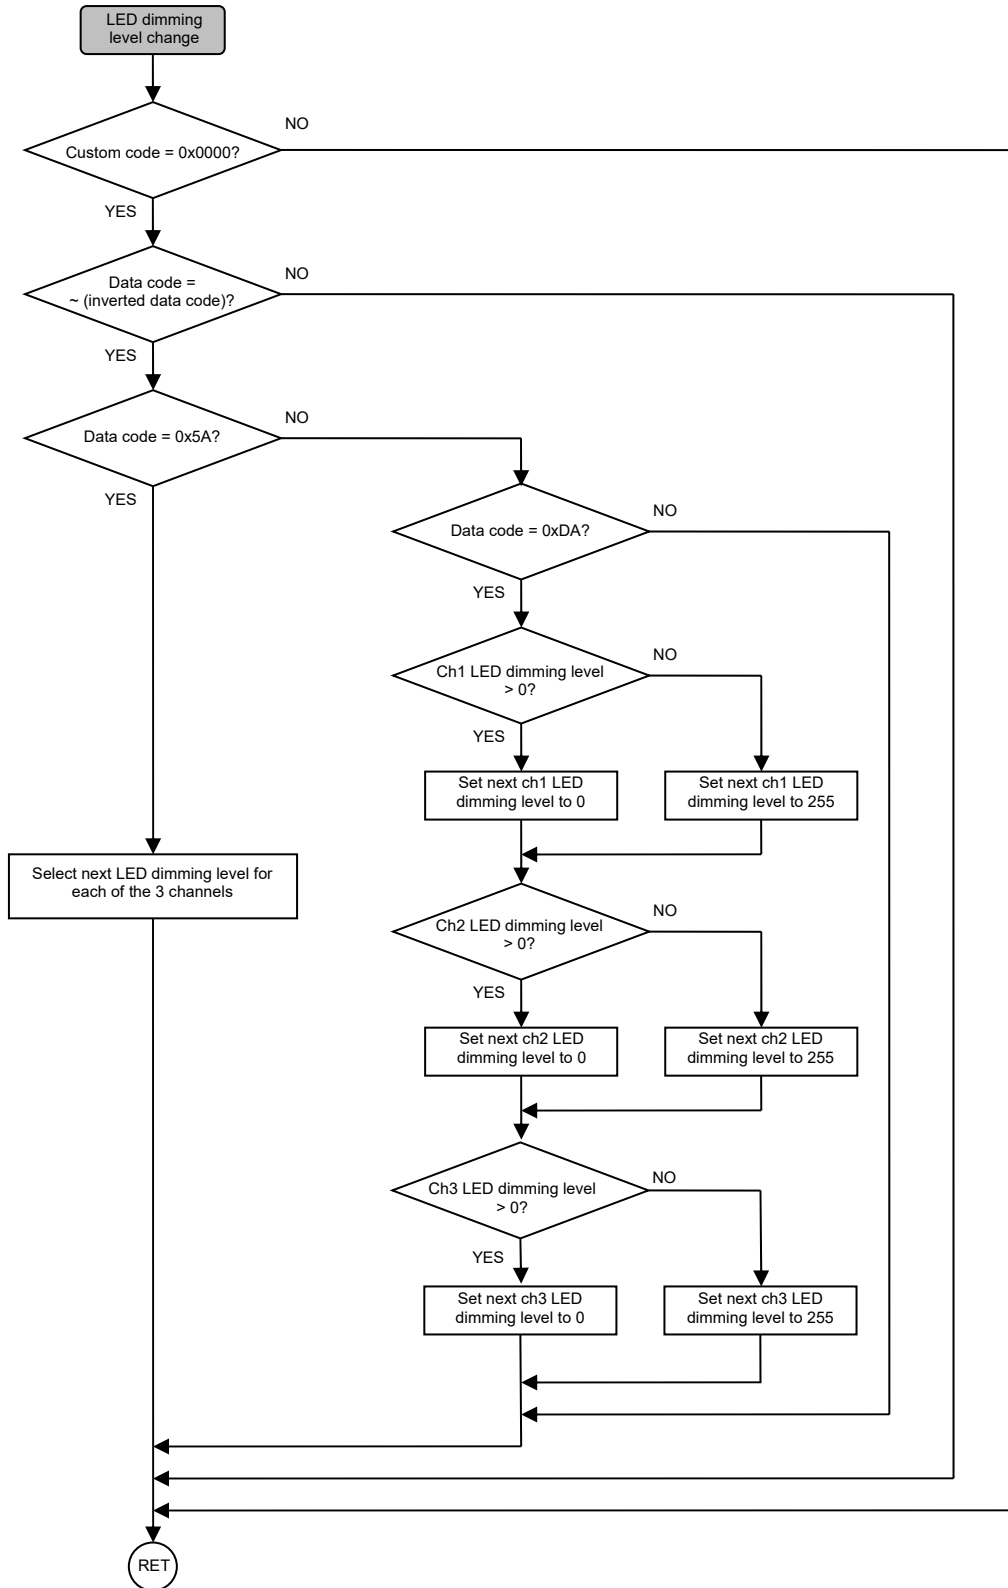 LED dimming
level change
NO
Custom code = 0x0000?
YES
NO
Data code =
~ (inverted data code)?
YES
NO
Data code = 0x5A?
YES
NO
Data code = 0xDA?
YES
NO
Ch1 LED dimming level
> 0?
YES
Set next ch1 LED
dimming level to 0
Set next ch1 LED
dimming level to 255
Select next LED dimming level for
each of the 3 channels
NO
Ch2 LED dimming level
> 0?
YES
Set next ch2 LED
dimming level to 0
Set next ch2 LED
dimming level to 255
NO
Ch3 LED dimming level
> 0?
YES
Set next ch3 LED
dimming level to 0
Set next ch3 LED
dimming level to 255
RET